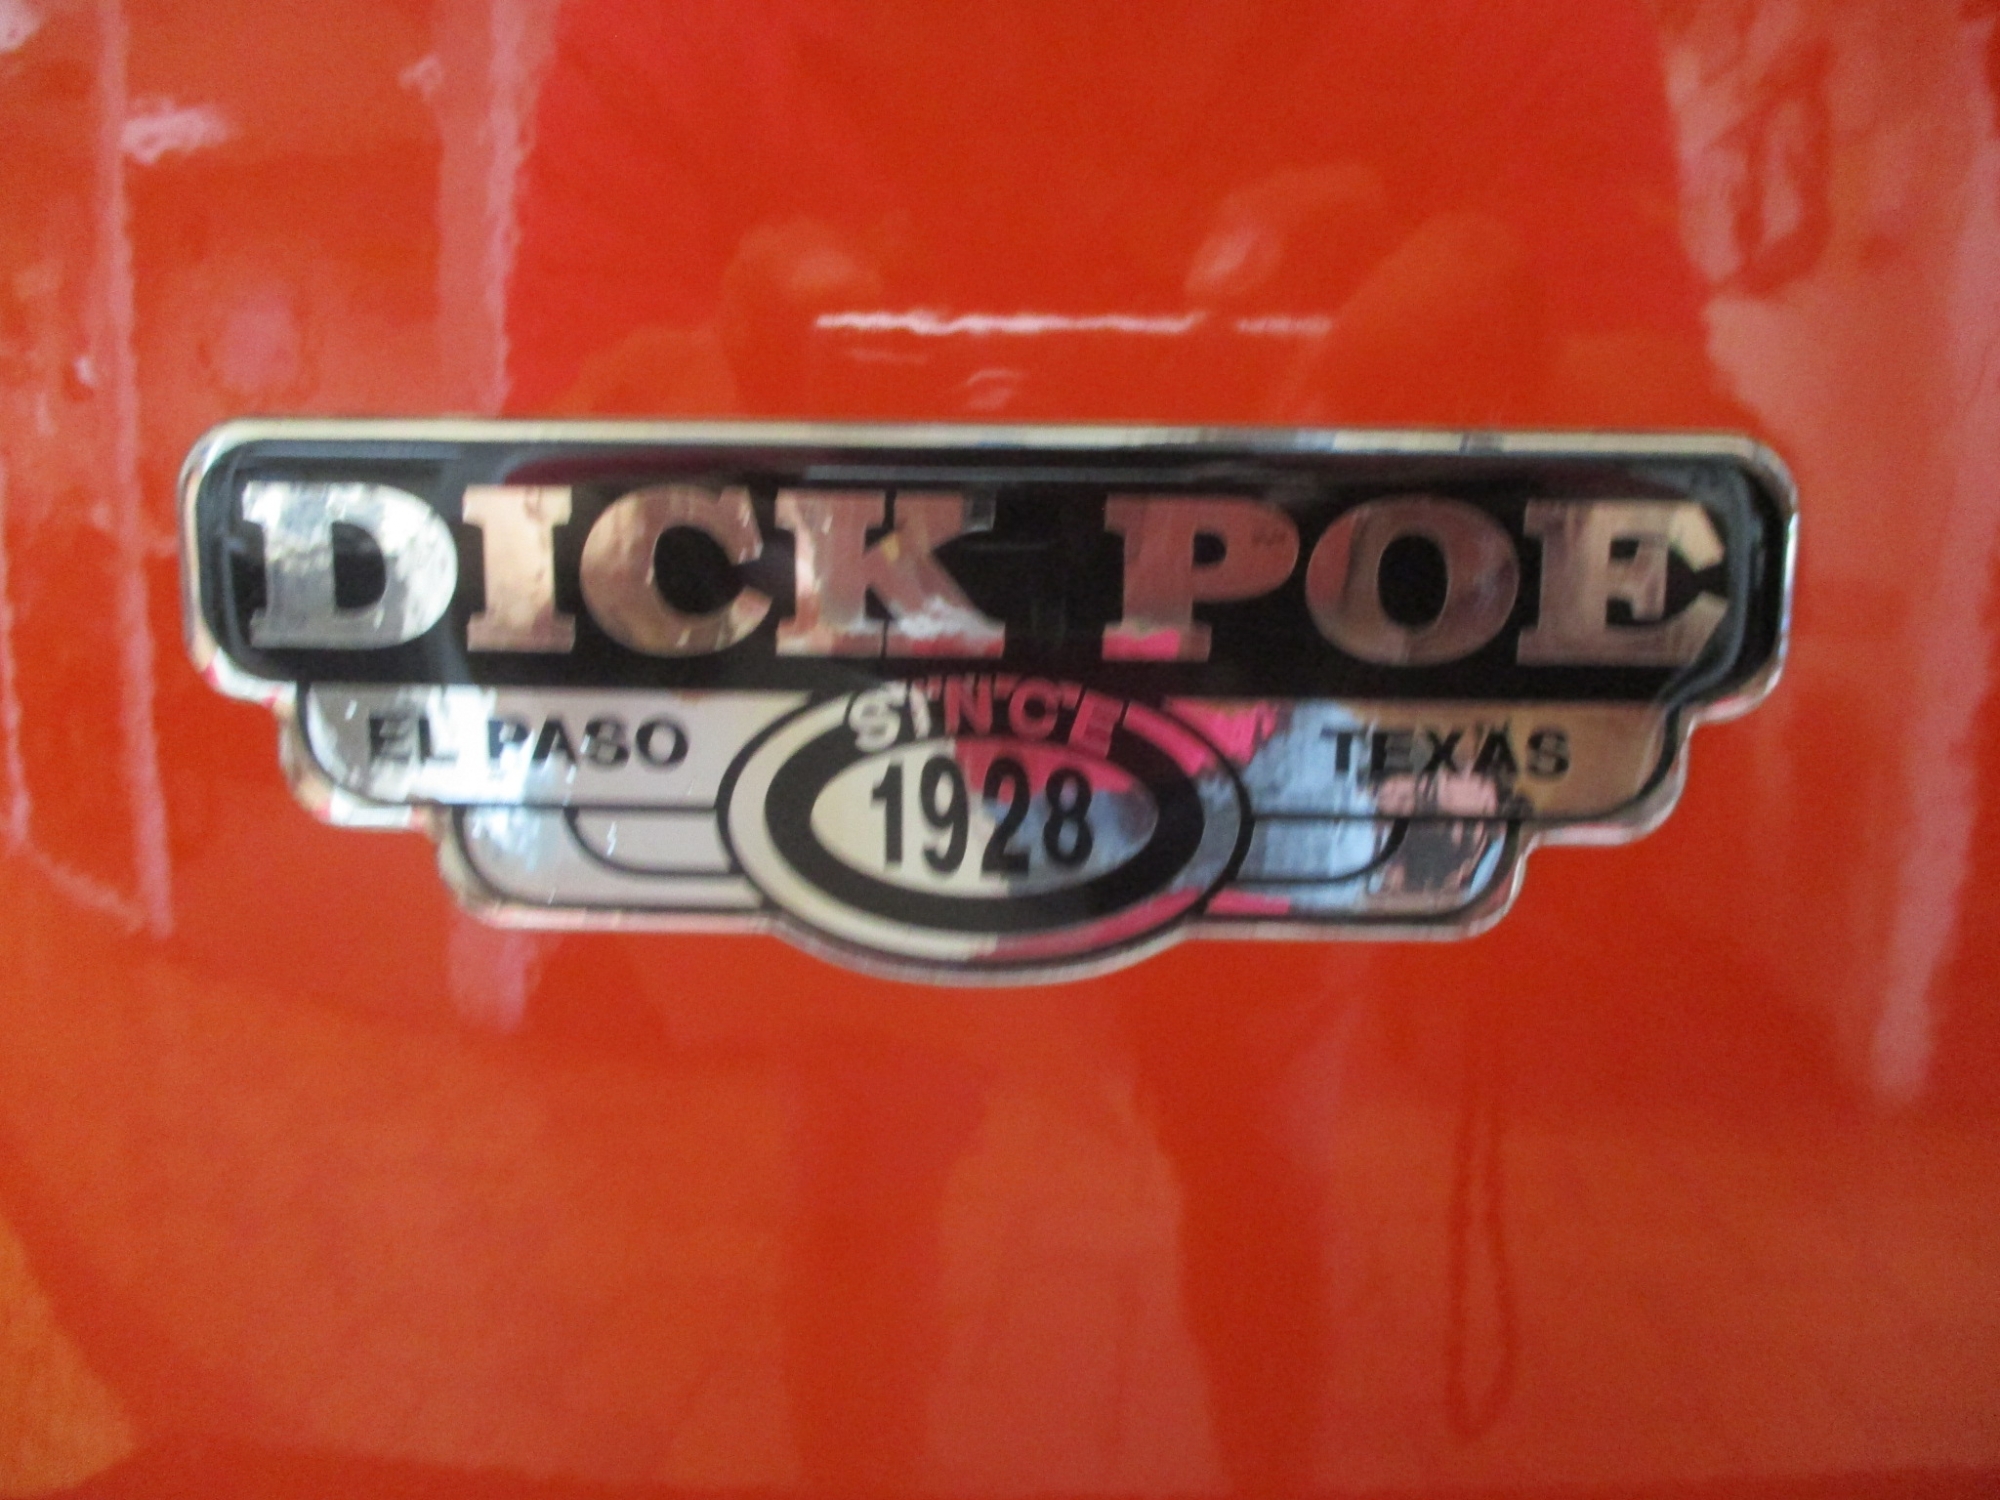 DICK POE
EL PASO
SINCE
1928
TEXAS